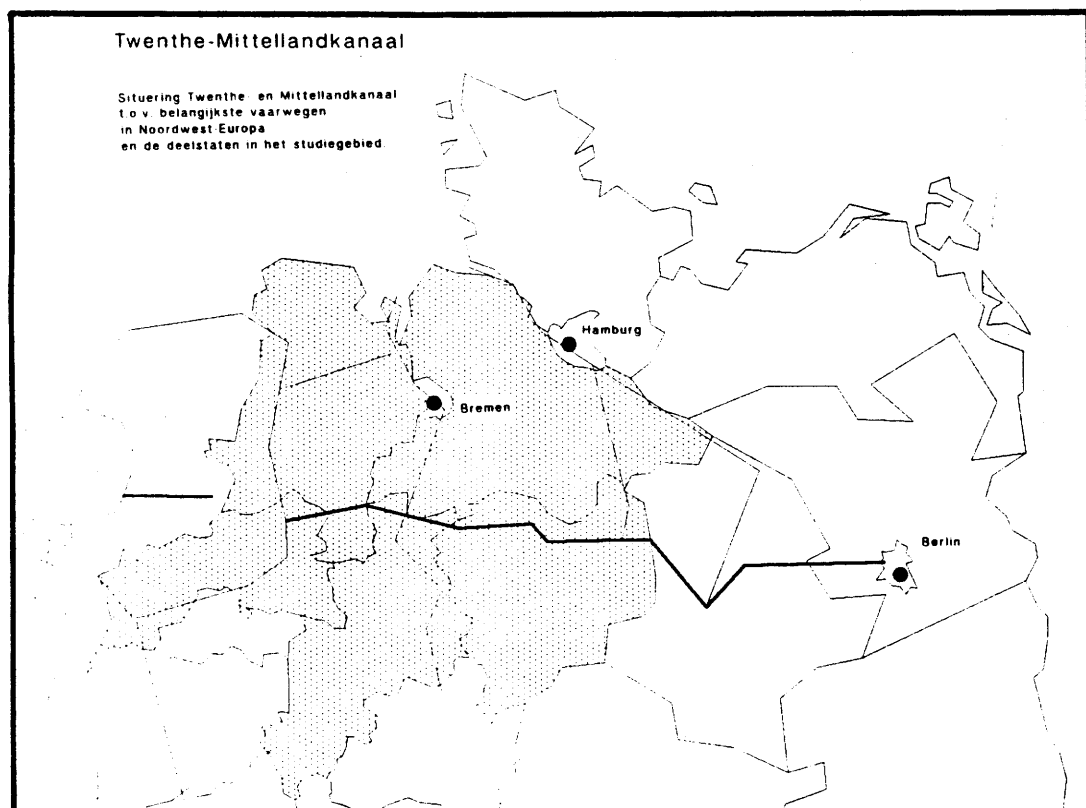 Twenthe-Mittellandkanaal
Situering Twenthe- en Mittellandkanaal
t.o.v. belangijkste vaarwegen
in Noordwest-Europa
en de deelstaten in het studiegebied.
Hamburg
Bremen
Berlin